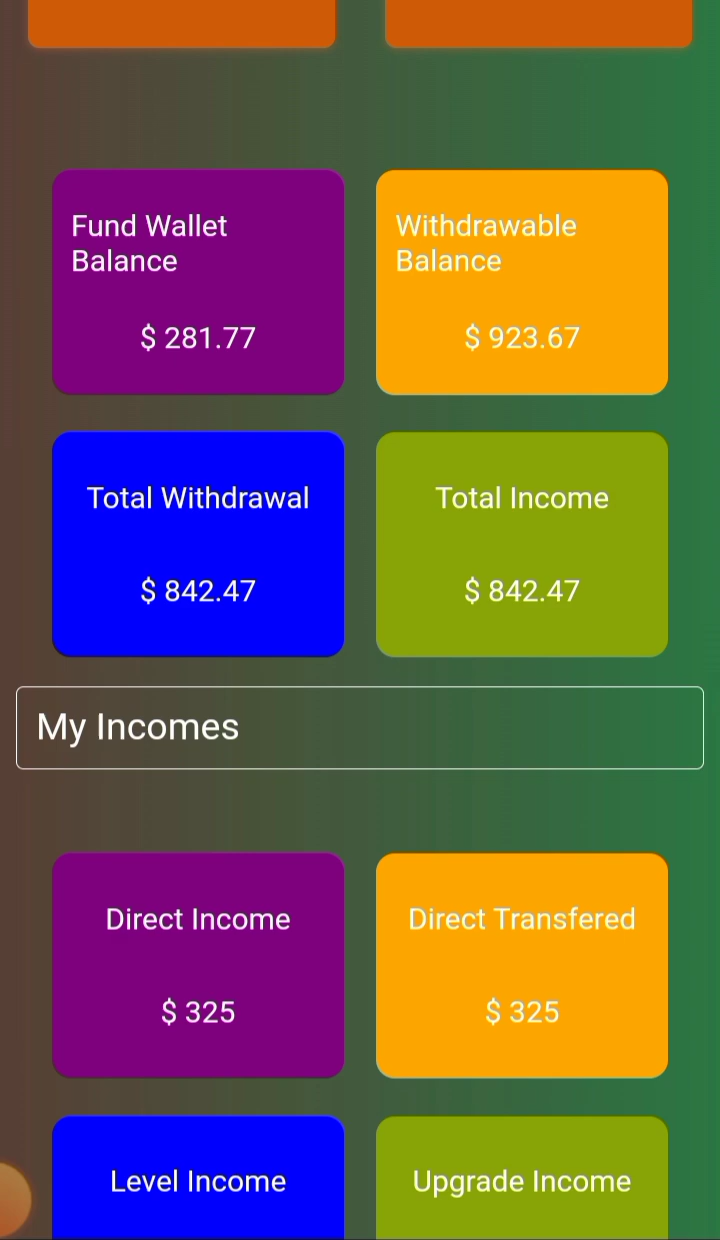 Fund Wallet
Balance
$ 281.77
Withdrawable
Balance
$ 923.67
Total Withdrawal
$ 842.47
Total Income
$ 842.47
My Incomes
Direct Income
$ 325
Direct Transfered
$ 325
Level Income
Upgrade Income